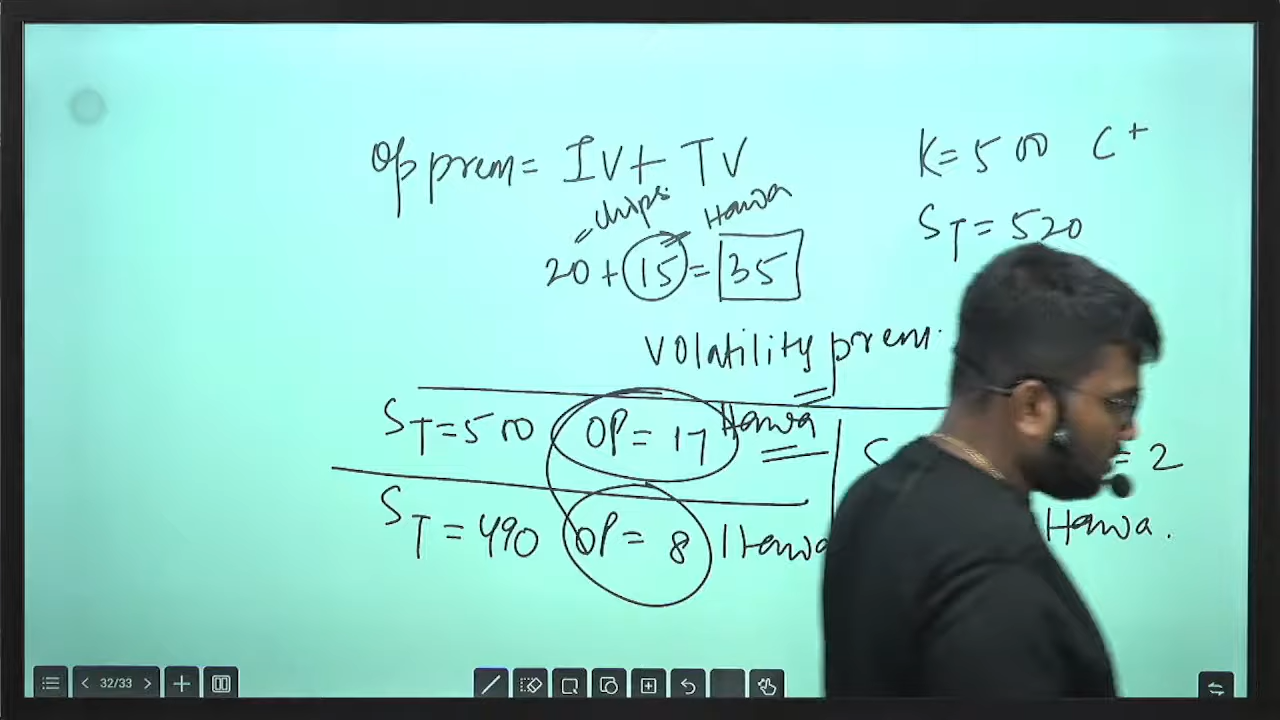 Op prem = IV + TV
chips Hawa
20 + 15 = 35
K = 500 C+
ST = 520
Volatility prem.
ST = 500 OP = 17 Hawa
ST = 490 OP = 8 Hawa
S = 2
Hawa.
32/33